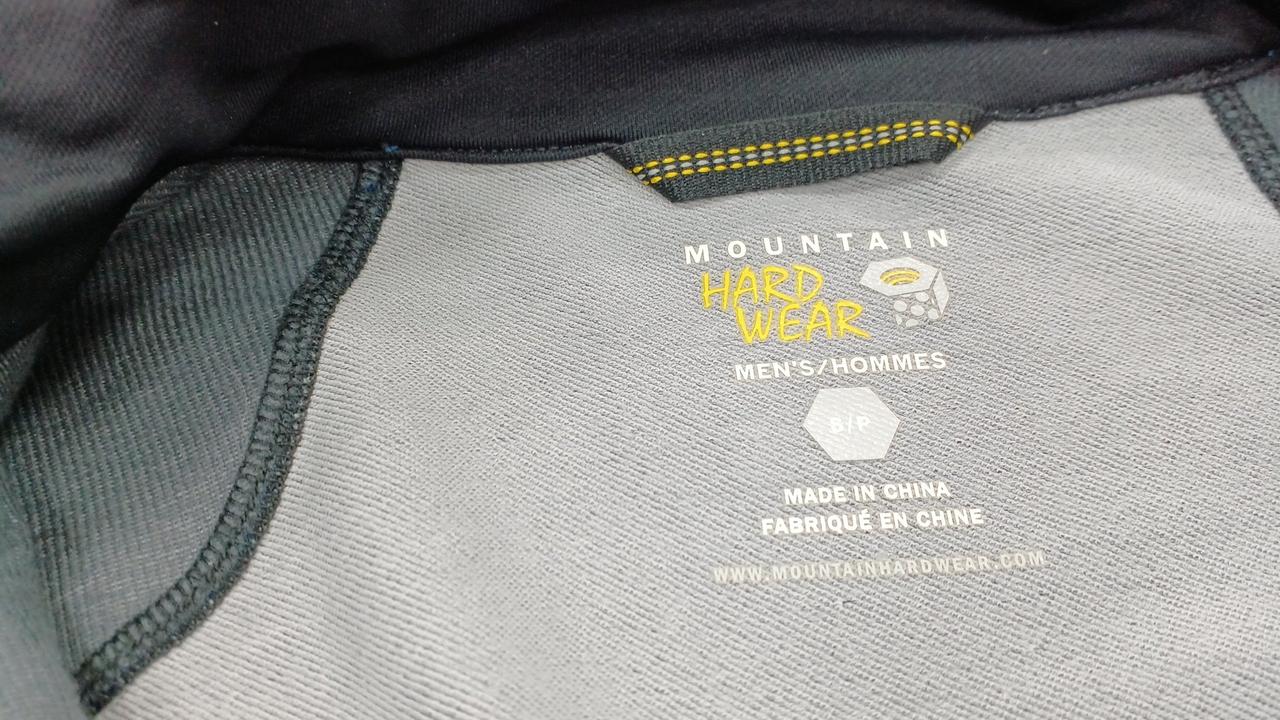 MOUNTAIN
HARD
WEAR
MEN'S/HOMMES
S/P
MADE IN CHINA
FABRIQUÉ EN CHINE
WWW.MOUNTAINHARDWEAR.COM